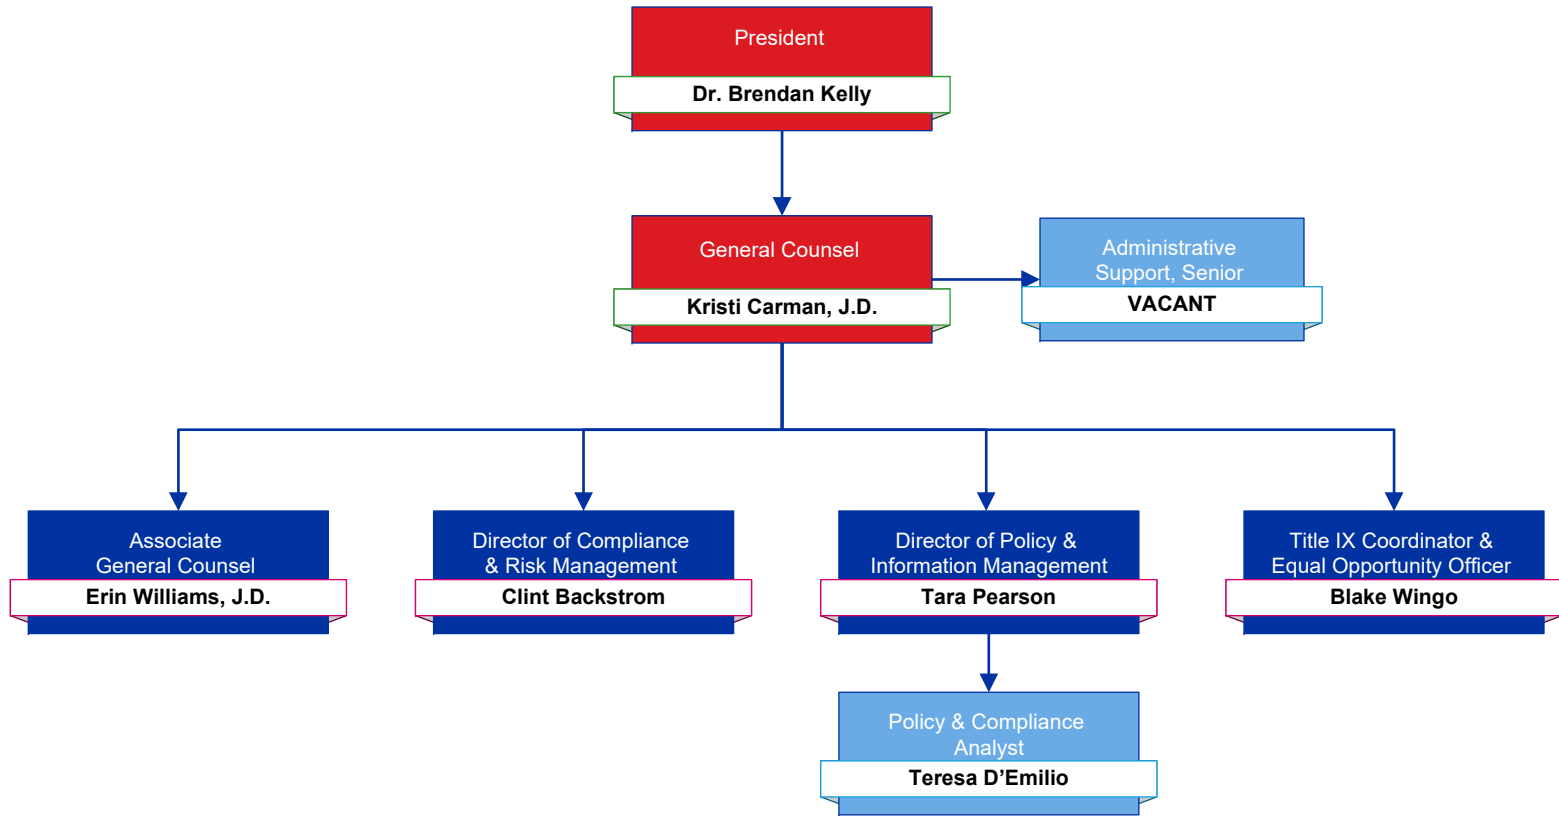 President
Dr. Brendan Kelly
General Counsel
Kristi Carman, J.D.
Administrative
Support, Senior
VACANT
Associate
General Counsel
Erin Williams, J.D.
Director of Compliance
& Risk Management
Clint Backstrom
Director of Policy &
Information Management
Tara Pearson
Title IX Coordinator &
Equal Opportunity Officer
Blake Wingo
Policy & Compliance
Analyst
Teresa D’Emilio